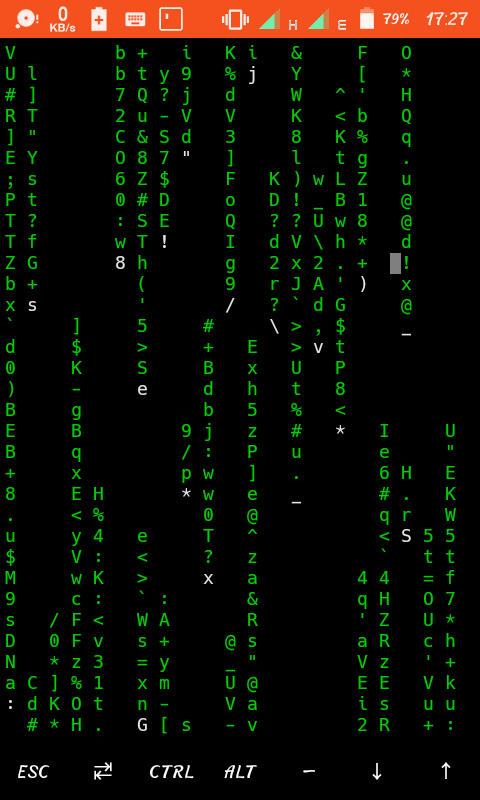 0 KB/s H E 79% 17:27
V b + i K i & F O
U l b t y 9 % j Y [ *
# ] 7 Q ? j d W ^ ' H
R T 2 u - V V K < b Q
] " C & S d 3 8 K % q
E Y O 8 7 " ] l t g .
; s 6 Z $ F K ) w L Z u
P t 0 # D o D ! _ B 1 @
T ? : S E Q ? ? U w 8 @
T f w T ! I d V \ h * d
Z G 8 h g 2 x 2 . + !
b + ( 9 r J A ' ) x
x s ' / ? ` d G @
` ] 5 # \ > , $ _
d $ > + E > v t
0 K S B x U P
) - e d h t 8
B g b 5 % <
E B 9 j z # * I U
B q / : P u e "
+ x p w ] . 6 H E
8 E H * w e _ # . K
. < % 0 @ q r W
u y 4 e T ^ < S 5 5
$ V : < ? z ` t t
M w K > x a 4 4 = f
9 c : ` : & q H O 7
s / F < W A R ' Z U *
D 0 F v s + @ s a R c h
N * z 3 = y _ " V z ' +
a C ] % 1 x m U @ E E V k
: d K O t n - V a i s u u
# * H . G [ s - v 2 R + :
ESC CTRL ALT – ↓ ↑